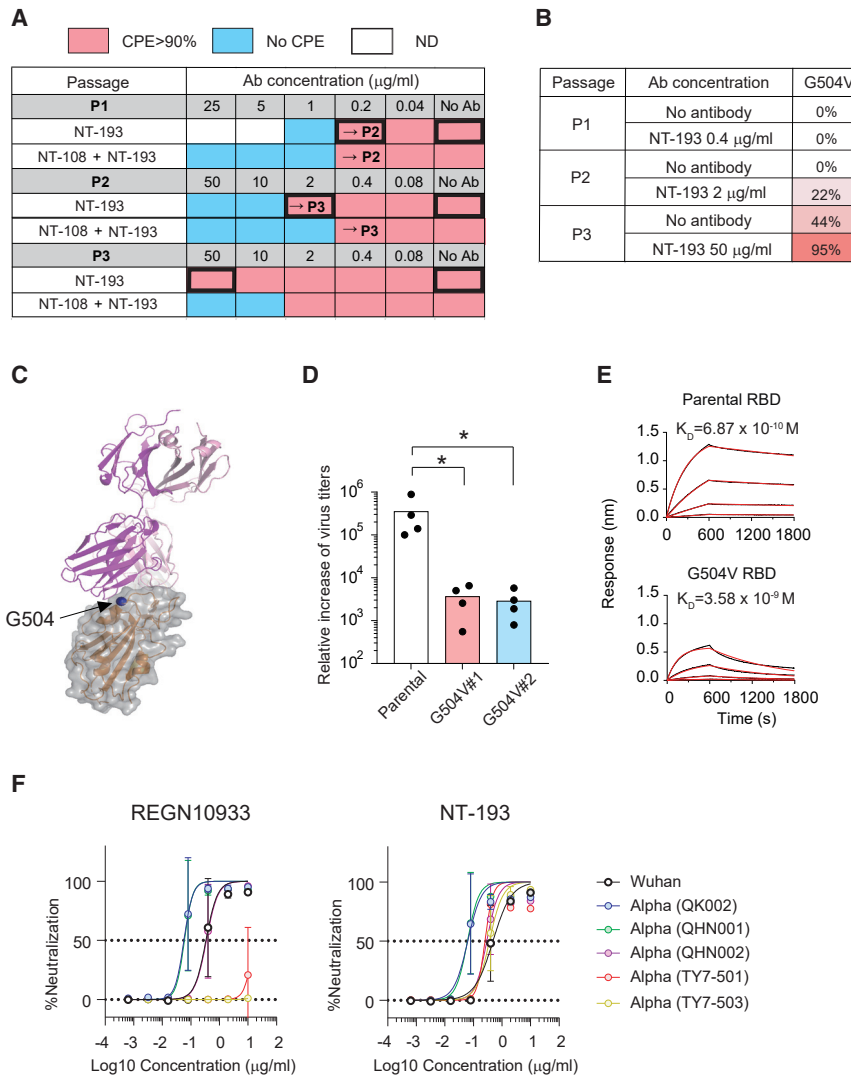 A
CPE>90% No CPE ND
Passage Ab concentration (μg/ml)
P1 25 5 1 0.2 0.04 No Ab
NT-193 → P2
NT-108 + NT-193 → P2
P2 50 10 2 0.4 0.08 No Ab
NT-193 → P3
NT-108 + NT-193 → P3
P3 50 10 2 0.4 0.08 No Ab
NT-193
NT-108 + NT-193
B
Passage Ab concentration G504V
P1 No antibody 0%
NT-193 0.4 μg/ml 0%
P2 No antibody 0%
NT-193 2 μg/ml 22%
P3 No antibody 44%
NT-193 50 μg/ml 95%
C
G504
D
* *
Relative increase of virus titers
10^6
10^5
10^4
10^3
10^2
Parental G504V#1 G504V#2
E
Parental RBD
K_D=6.87 x 10^-10 M
1.5
1.0
0.5
0.0
0 600 1200 1800
Response (nm)
G504V RBD
K_D=3.58 x 10^-9 M
1.5
1.0
0.5
0.0
0 600 1200 1800
Time (s)
F
REGN10933
%Neutralization
100
50
0
-4 -3 -2 -1 0 1 2
Log10 Concentration (μg/ml)
NT-193
%Neutralization
100
50
0
-4 -3 -2 -1 0 1 2
Log10 Concentration (μg/ml)
Wuhan
Alpha (QK002)
Alpha (QHN001)
Alpha (QHN002)
Alpha (TY7-501)
Alpha (TY7-503)